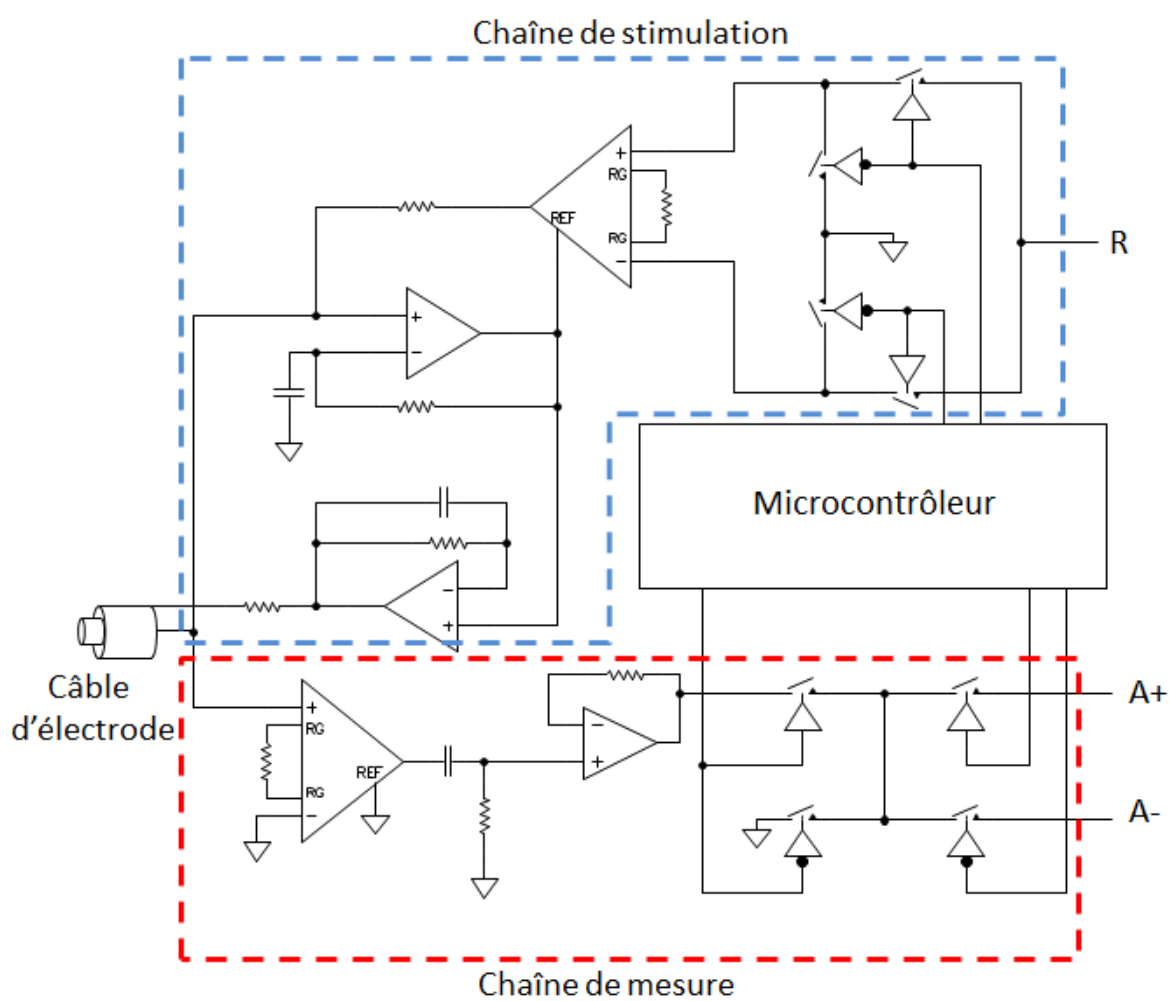 Chaîne de stimulation
+
RG
REF
RG
−
R
+
−
Microcontrôleur
−
+
Câble
d'électrode
+
RG
REF
RG
−
−
+
A+
A-
Chaîne de mesure